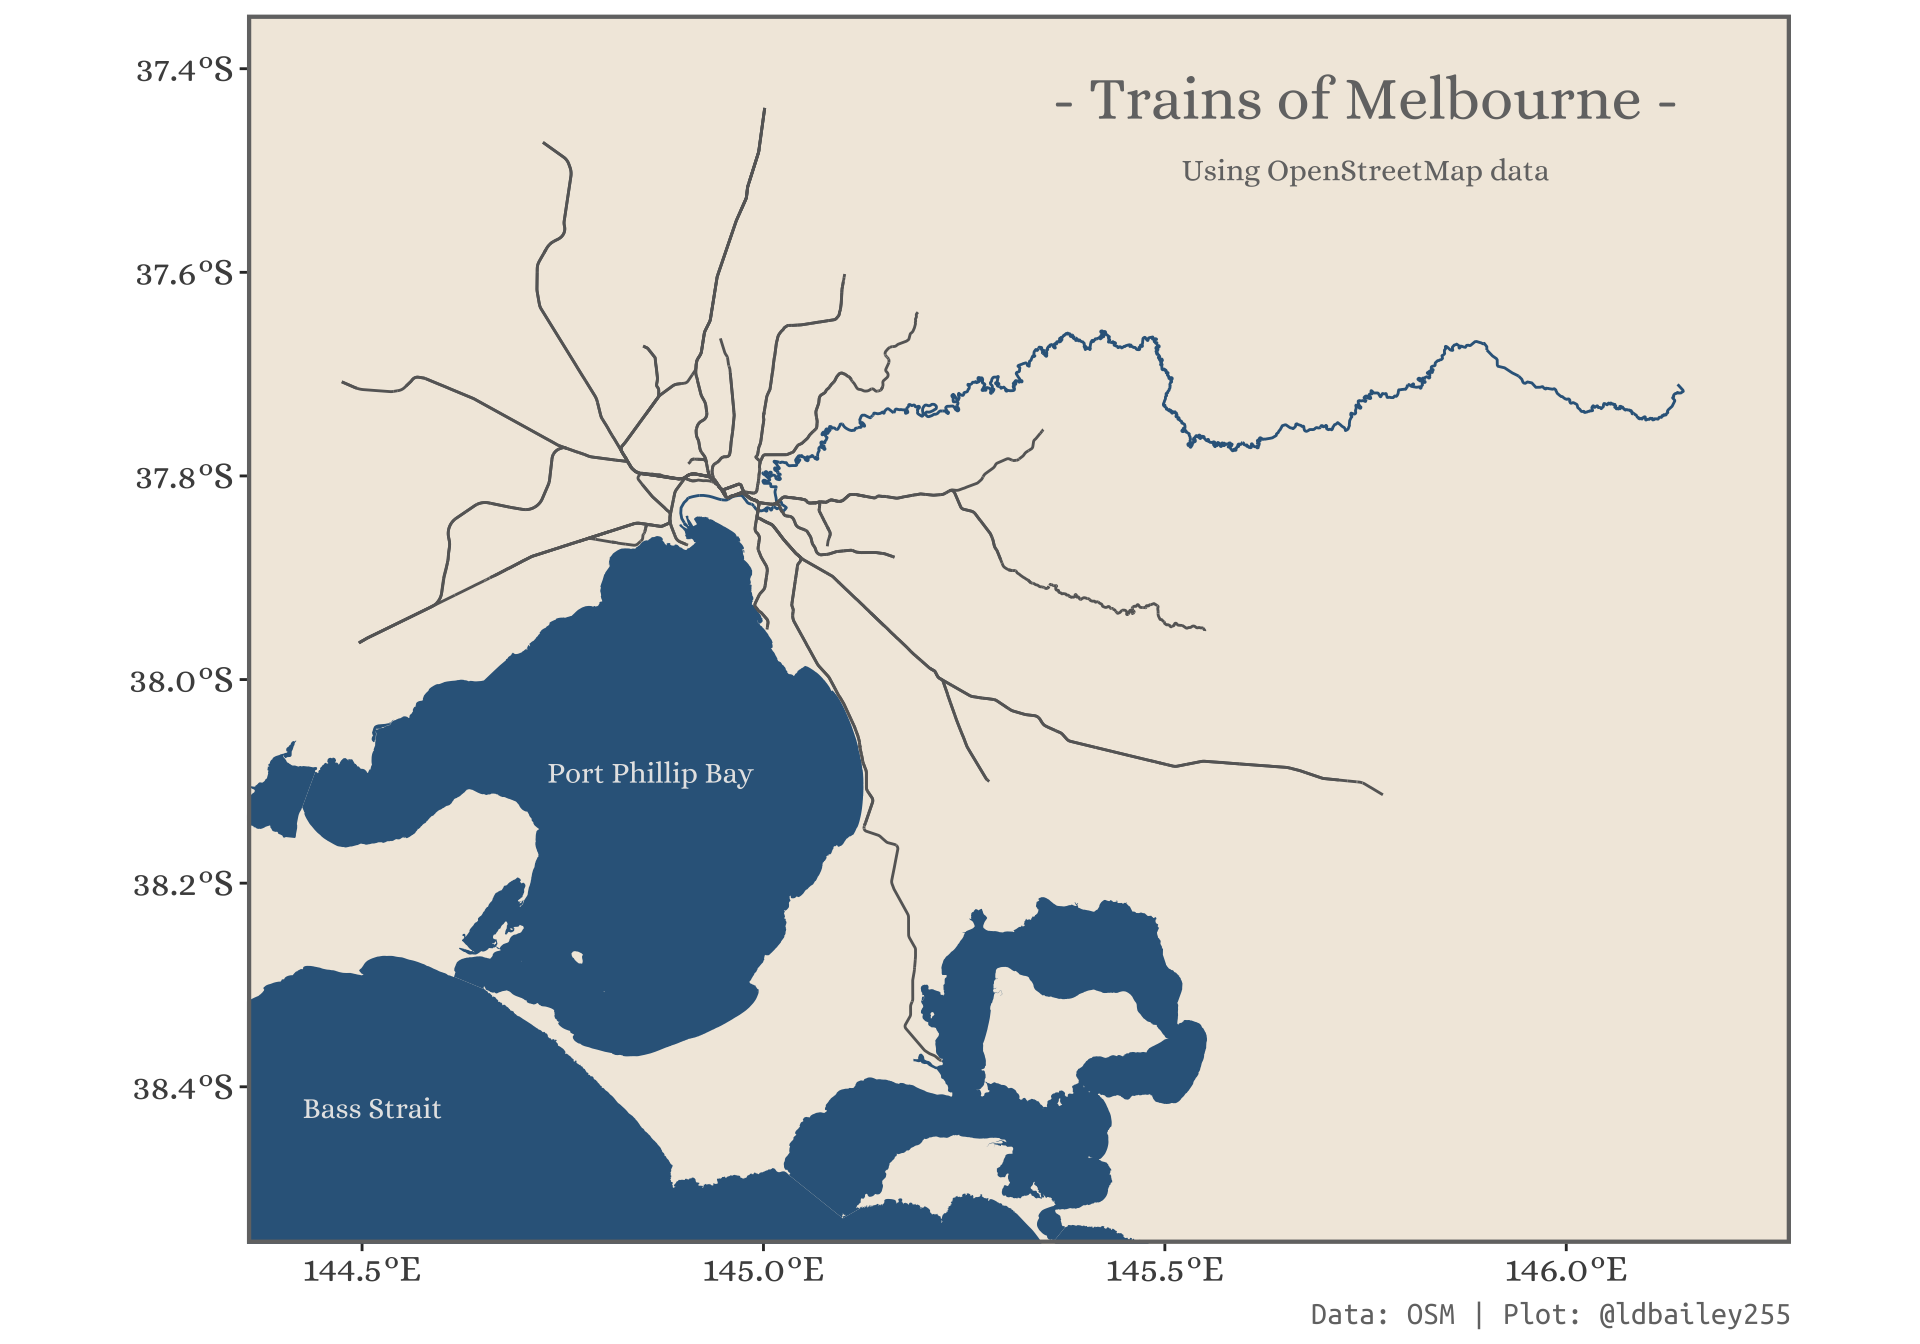 - Trains of Melbourne -
Using OpenStreetMap data
37.4°S
37.6°S
37.8°S
38.0°S
38.2°S
38.4°S
Port Phillip Bay
Bass Strait
144.5°E
145.0°E
145.5°E
146.0°E
Data: OSM | Plot: @ldbailey255